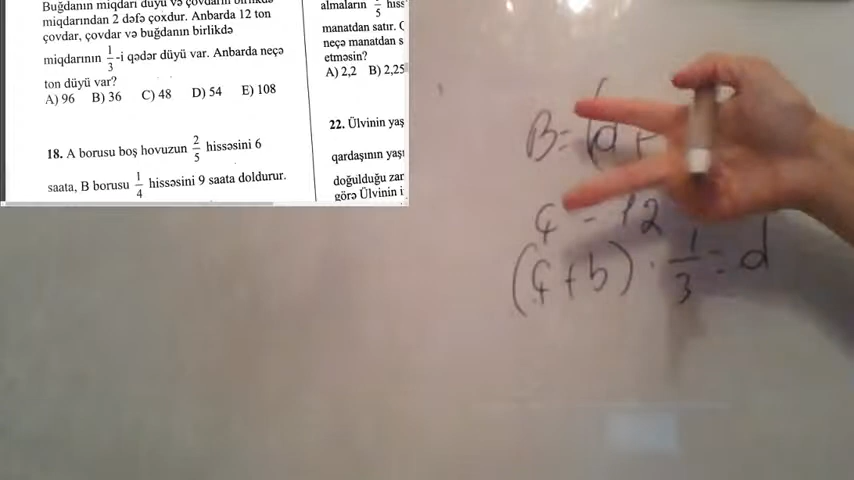 Buğdanın miqdarı düyü və çovdarın birlikdə
miqdarından 2 dəfə çoxdur. Anbarda 12 ton
çovdar, çovdar və buğdanın birlikdə
miqdarının 1/3-i qədər düyü var. Anbarda neçə
ton düyü var?
A) 96 B) 36 C) 48 D) 54 E) 108
18. A borusu boş hovuzun 2/5 hissəsini 6
saata, B borusu 1/4 hissəsini 9 saata doldurur.
almaların 1/5 hiss
manatdan satır.
neçə manatdan s
etməsin?
A) 2,2 B) 2,25
22. Ülvinin yaş
qardaşının yaşı
doğulduğu zar
görə Ülvinin i
B = (d +
ç - 12
(ç + b) · 1/3 = d